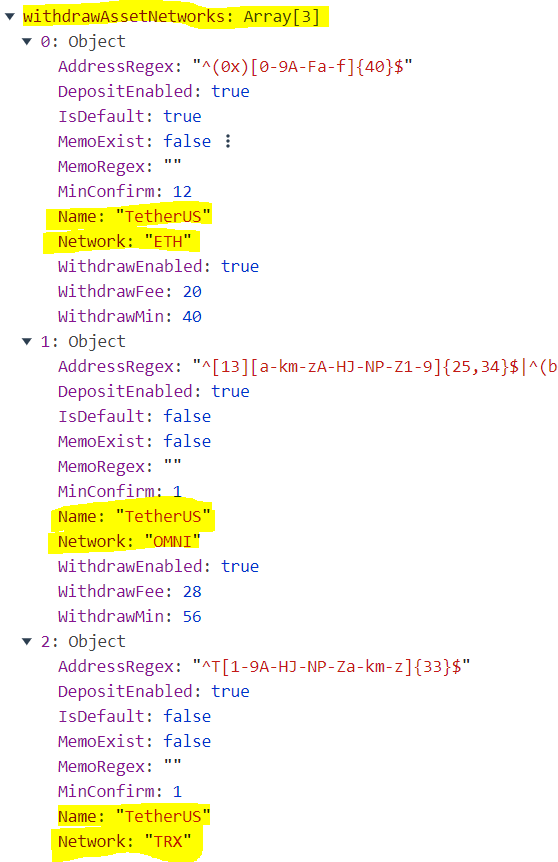 withdrawAssetNetworks: Array[3]
0: Object
AddressRegex: "^(0x)[0-9A-Fa-f]{40}$"
DepositEnabled: true
IsDefault: true
MemoExist: false
MemoRegex: ""
MinConfirm: 12
Name: "TetherUS"
Network: "ETH"
WithdrawEnabled: true
WithdrawFee: 20
WithdrawMin: 40
1: Object
AddressRegex: "^[13][a-km-zA-HJ-NP-Z1-9]{25,34}$|^(b
DepositEnabled: true
IsDefault: false
MemoExist: false
MemoRegex: ""
MinConfirm: 1
Name: "TetherUS"
Network: "OMNI"
WithdrawEnabled: true
WithdrawFee: 28
WithdrawMin: 56
2: Object
AddressRegex: "^T[1-9A-HJ-NP-Za-km-z]{33}$"
DepositEnabled: true
IsDefault: false
MemoExist: false
MemoRegex: ""
MinConfirm: 1
Name: "TetherUS"
Network: "TRX"